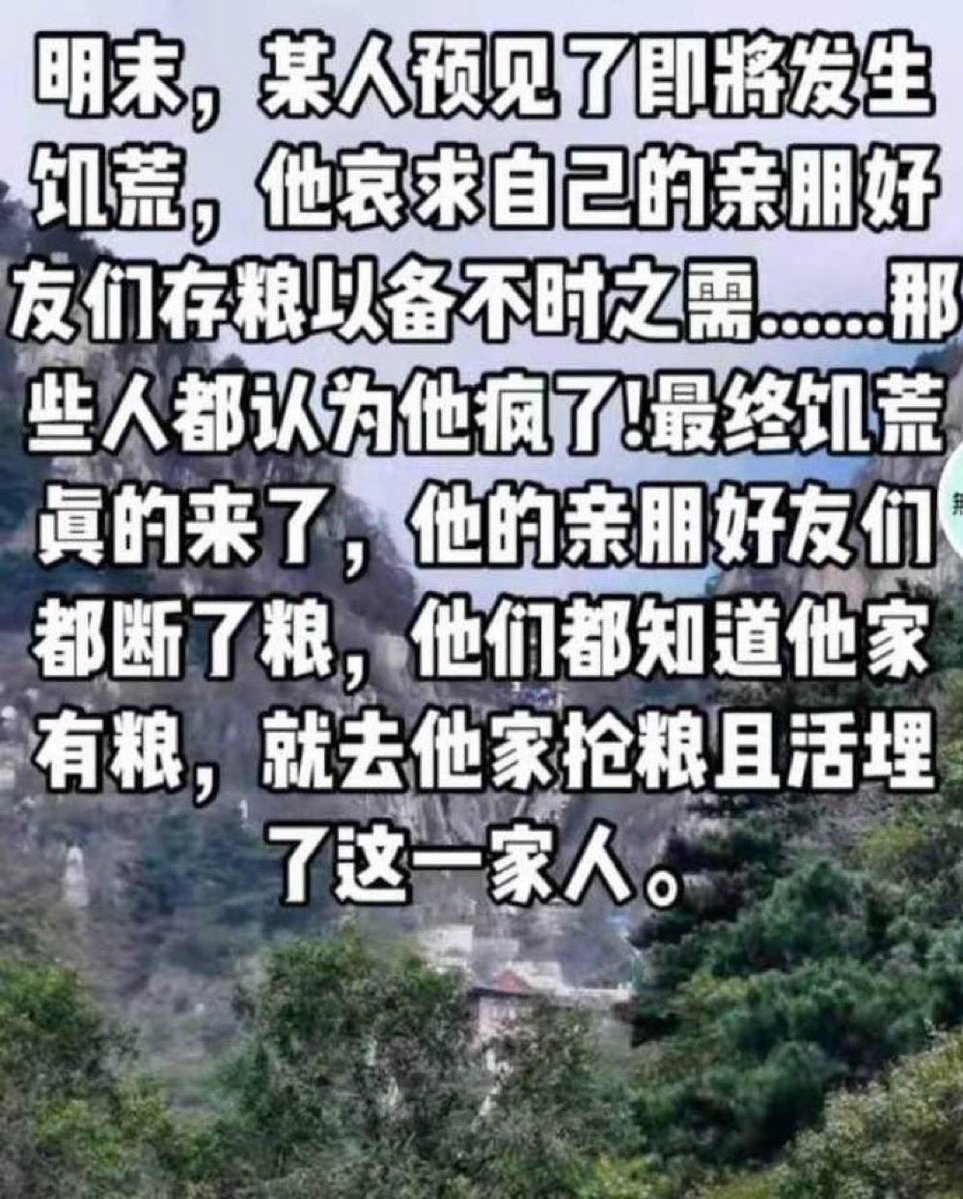 明末，某人预见了即將发生
饥荒，他哀求自己的亲朋好
友们存粮以备不时之需......那
些人都认为他疯了!最终饥荒
眞的来了，他的亲朋好友们
都断了粮，他们都知道他家
有粮，就去他家抢粮且活埋
了这一家人。